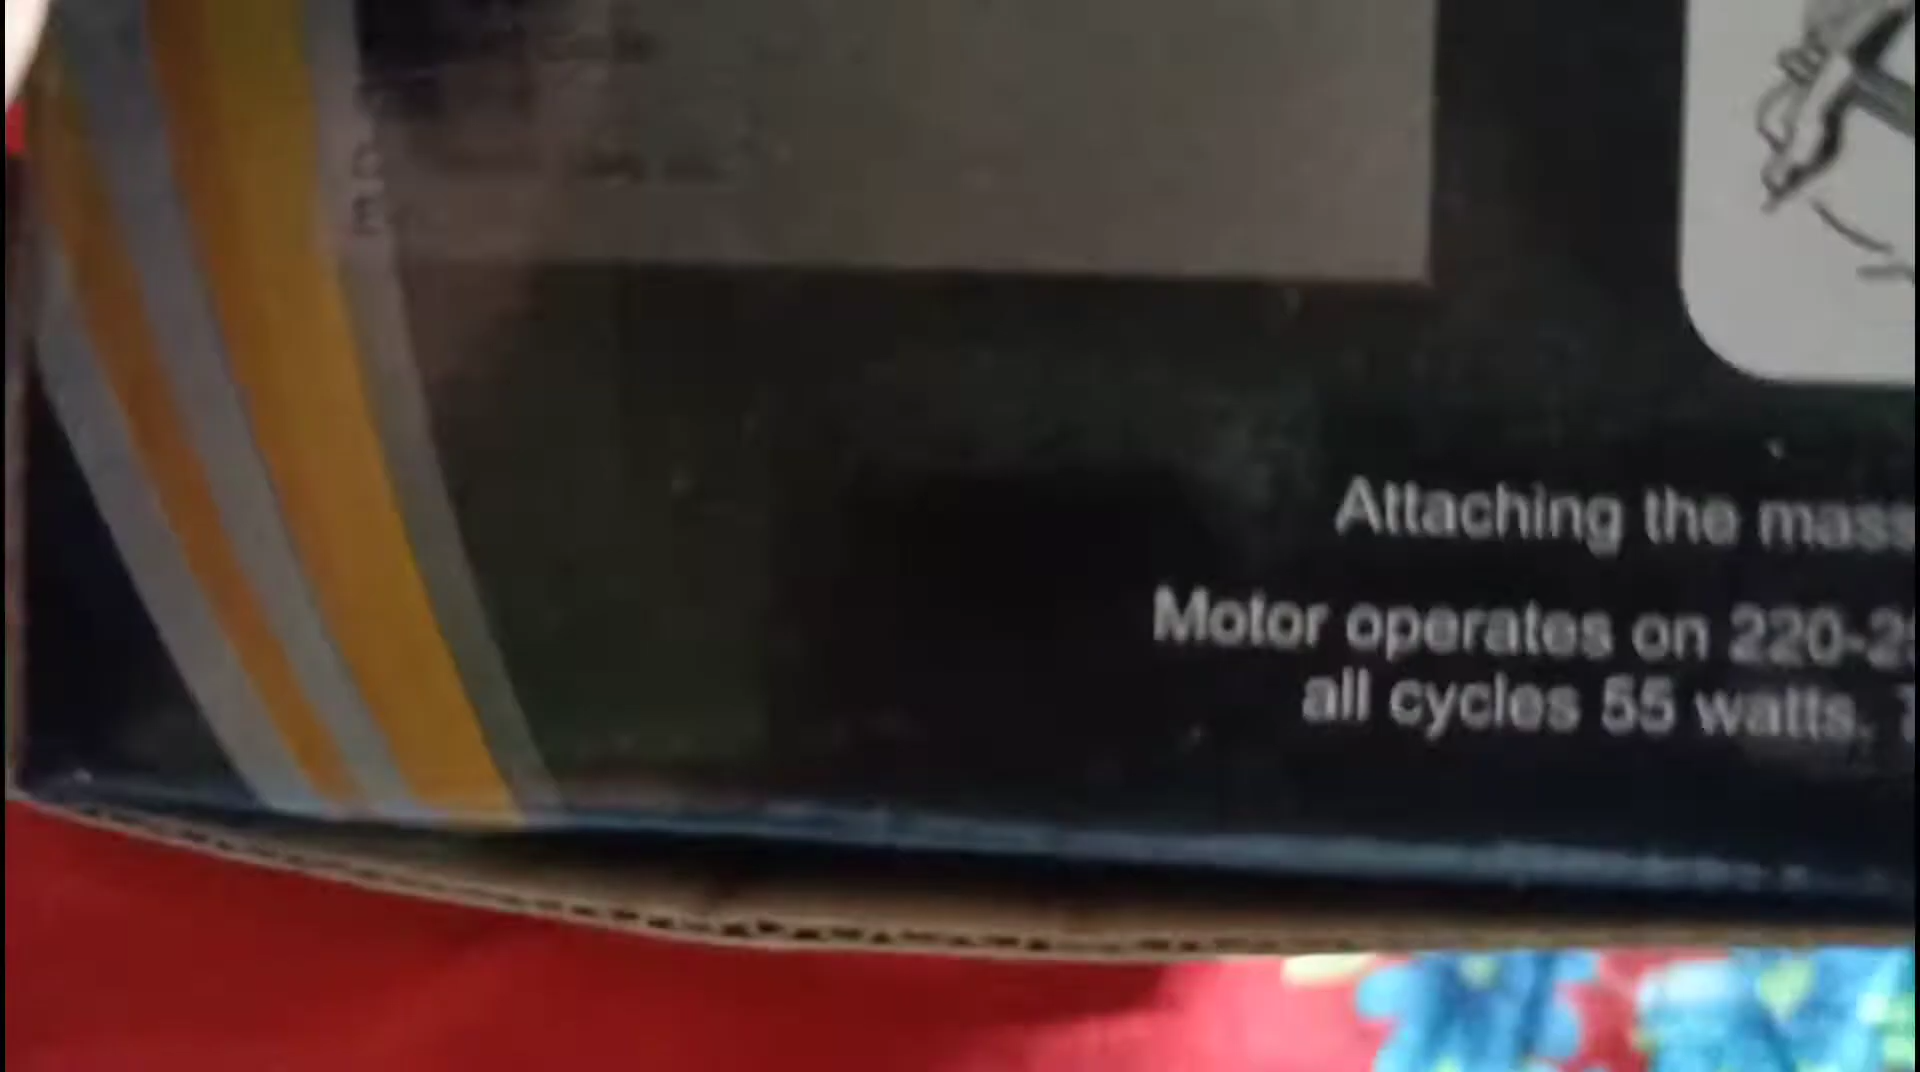 Attaching the mass
Motor operates on 220-2
all cycles 55 watts.